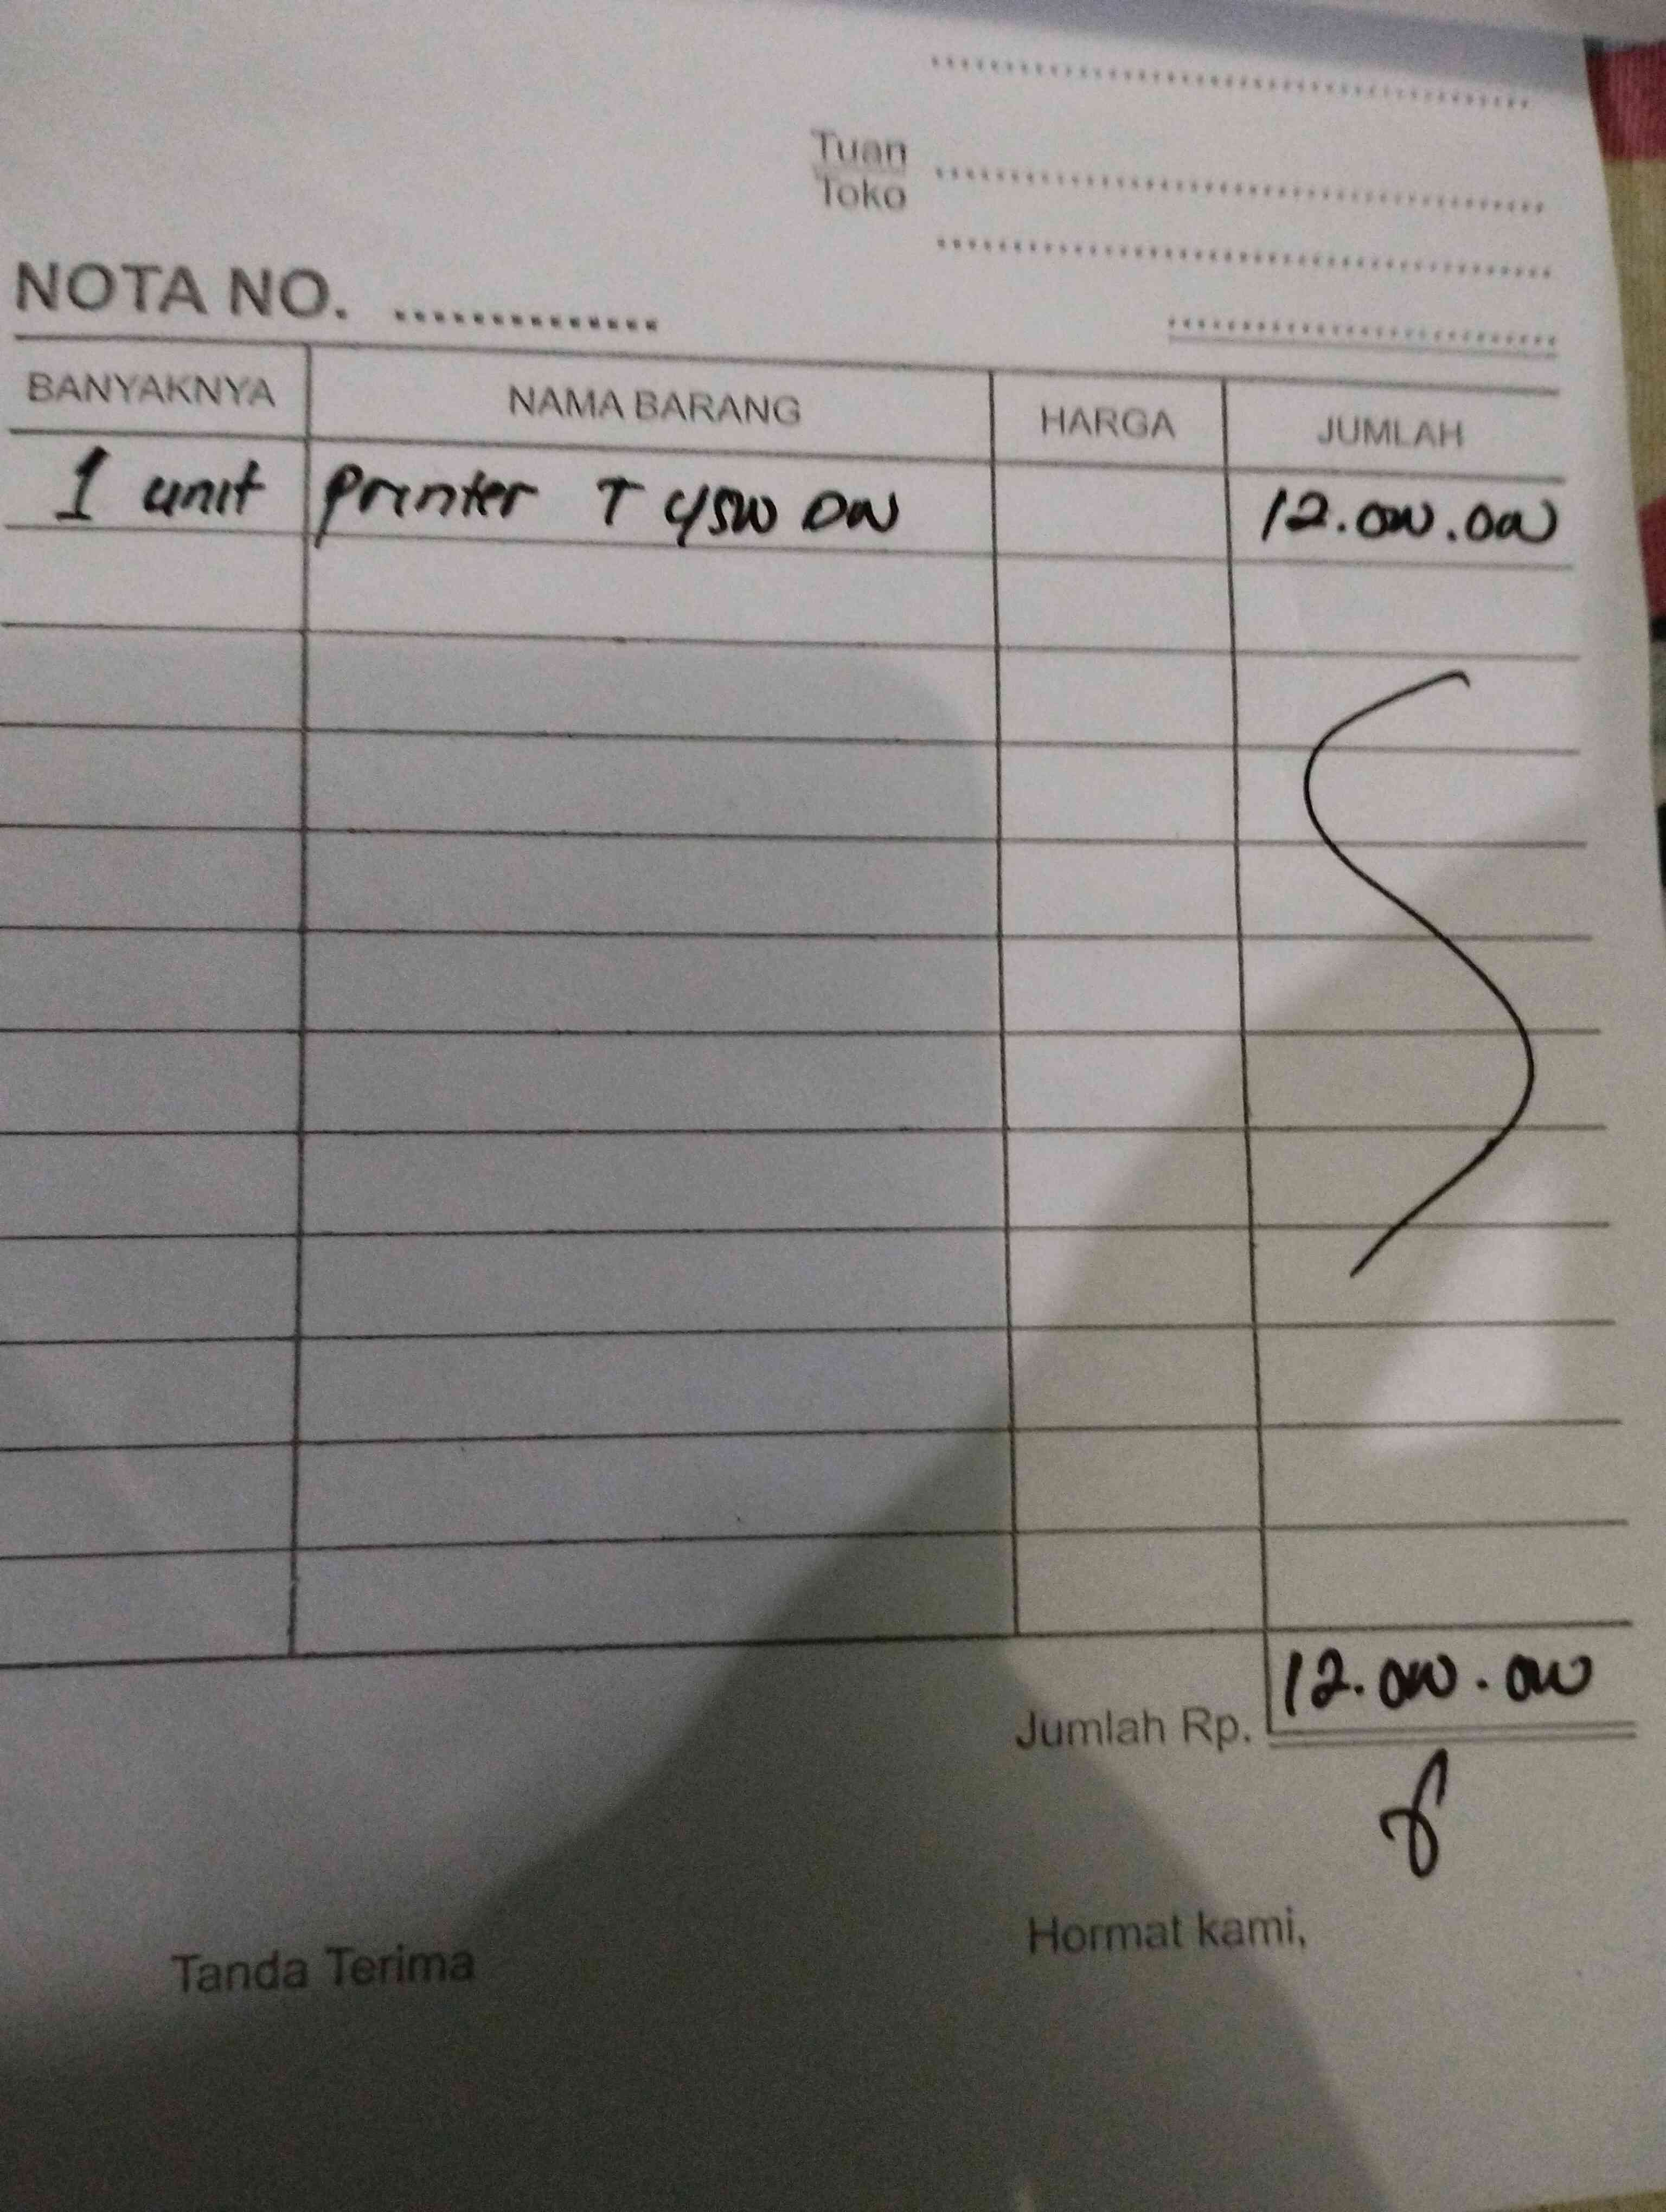 Tuan
Toko
NOTA NO. ..............
BANYAKNYA NAMA BARANG HARGA JUMLAH
1 unit printer T 4500 DW 12.000.000
Jumlah Rp. 12.000.000
Tanda Terima Hormat kami,